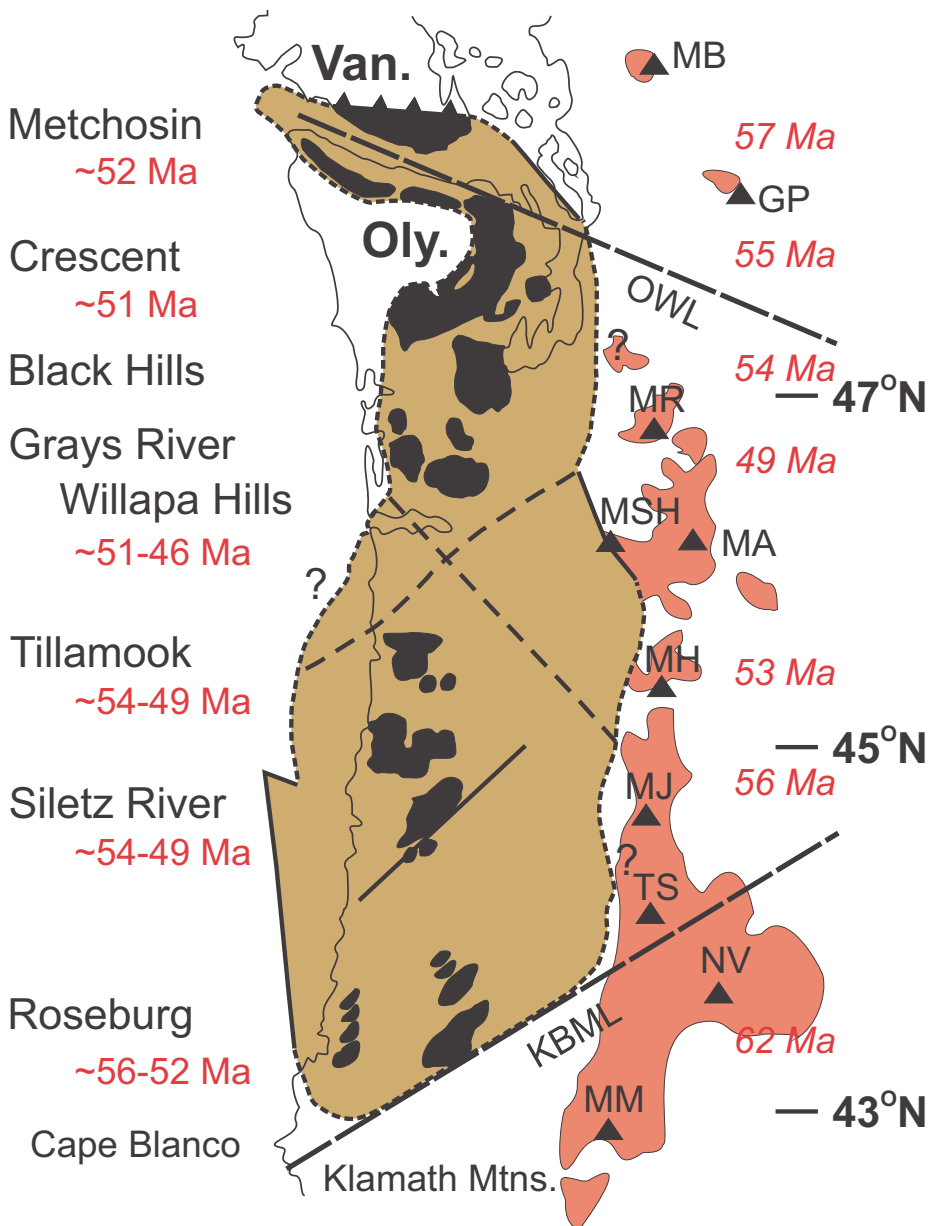 Van.
MB
Metchosin
~52 Ma
57 Ma
GP
Oly.
Crescent
~51 Ma
55 Ma
OWL
?
Black Hills
54 Ma
47°N
MR
Grays River
Willapa Hills
~51-46 Ma
49 Ma
MSH
MA
?
Tillamook
~54-49 Ma
MH
53 Ma
45°N
Siletz River
~54-49 Ma
MJ
56 Ma
?
TS
NV
Roseburg
~56-52 Ma
KBML
62 Ma
MM
43°N
Cape Blanco
Klamath Mtns.